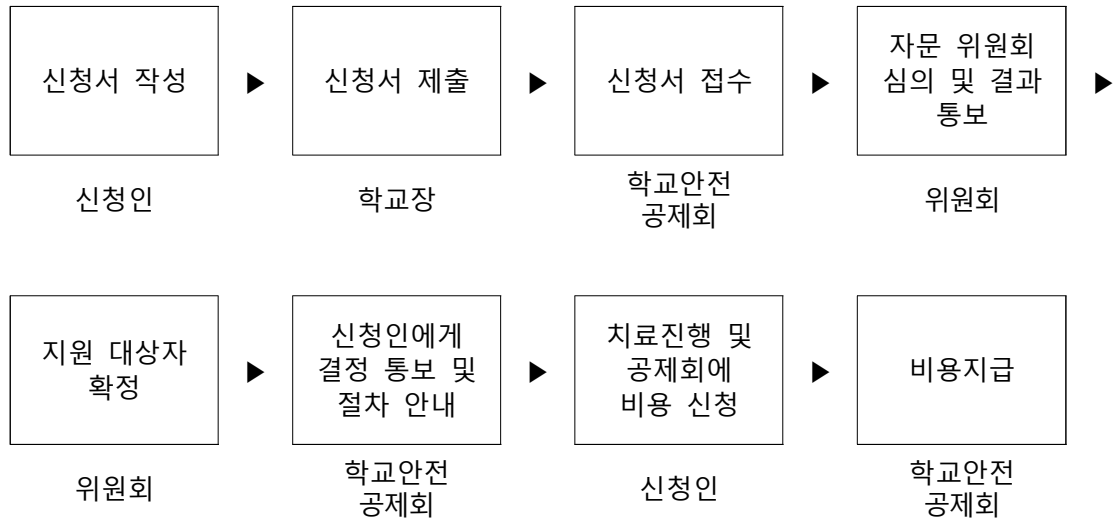 신청서 작성 ▶ 신청서 제출 ▶ 신청서 접수 ▶ 자문 위원회
심의 및 결과
통보 ▶
신청인
학교장
학교안전
공제회
위원회
지원 대상자
확정 ▶
신청인에게
결정 통보 및
절차 안내 ▶
치료진행 및
공제회에
비용 신청 ▶
비용지급
위원회
학교안전
공제회
신청인
학교안전
공제회